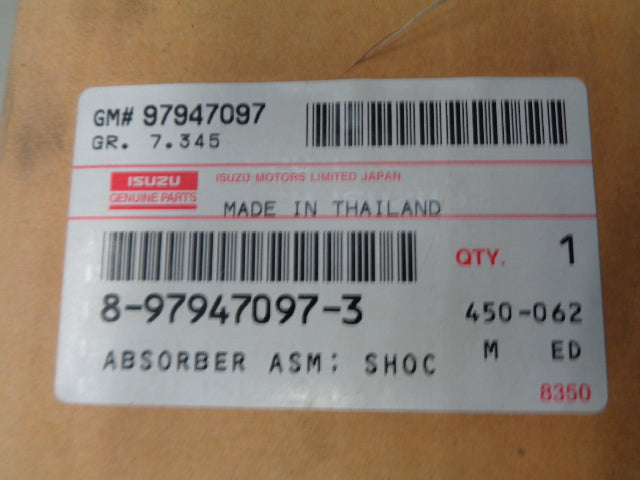 GM# 97947097
GR. 7.345
ISUZU
GENUINE PARTS
ISUZU MOTORS LIMITED JAPAN
MADE IN THAILAND
QTY. 1
8-97947097-3
450-062
ABSORBER ASM; SHOC
M ED
8350